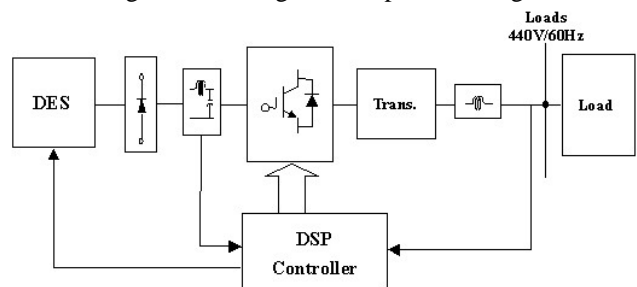 Loads
440V/60Hz
DES
Trans.
Load
DSP
Controller